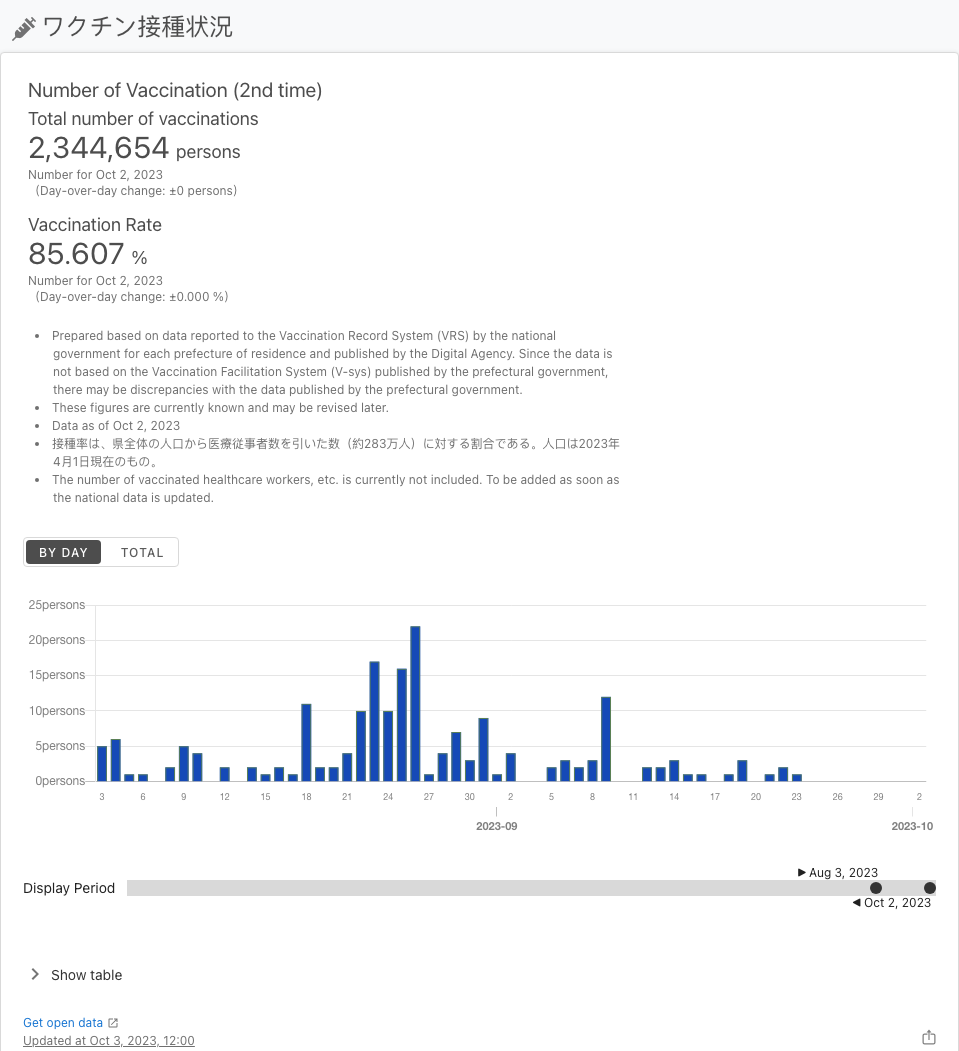 ワクチン接種状況
Number of Vaccination (2nd time)
Total number of vaccinations
2,344,654 persons
Number for Oct 2, 2023
(Day-over-day change: ±0 persons)
Vaccination Rate
85.607 %
Number for Oct 2, 2023
(Day-over-day change: ±0.000 %)
• Prepared based on data reported to the Vaccination Record System (VRS) by the national
government for each prefecture of residence and published by the Digital Agency. Since the data is
not based on the Vaccination Facilitation System (V-sys) published by the prefectural government,
there may be discrepancies with the data published by the prefectural government.
• These figures are currently known and may be revised later.
• Data as of Oct 2, 2023
• 接種率は、県全体の人口から医療従事者数を引いた数（約283万人）に対する割合である。人口は2023年
4月1日現在のもの。
• The number of vaccinated healthcare workers, etc. is currently not included. To be added as soon as
the national data is updated.
BY DAY TOTAL
25persons
20persons
15persons
10persons
5persons
0persons
3 6 9 12 15 18 21 24 27 30 2 5 8 11 14 17 20 23 26 29 2
2023-09 2023-10
▶ Aug 3, 2023
Display Period
◀ Oct 2, 2023
Show table
Get open data
Updated at Oct 3, 2023, 12:00